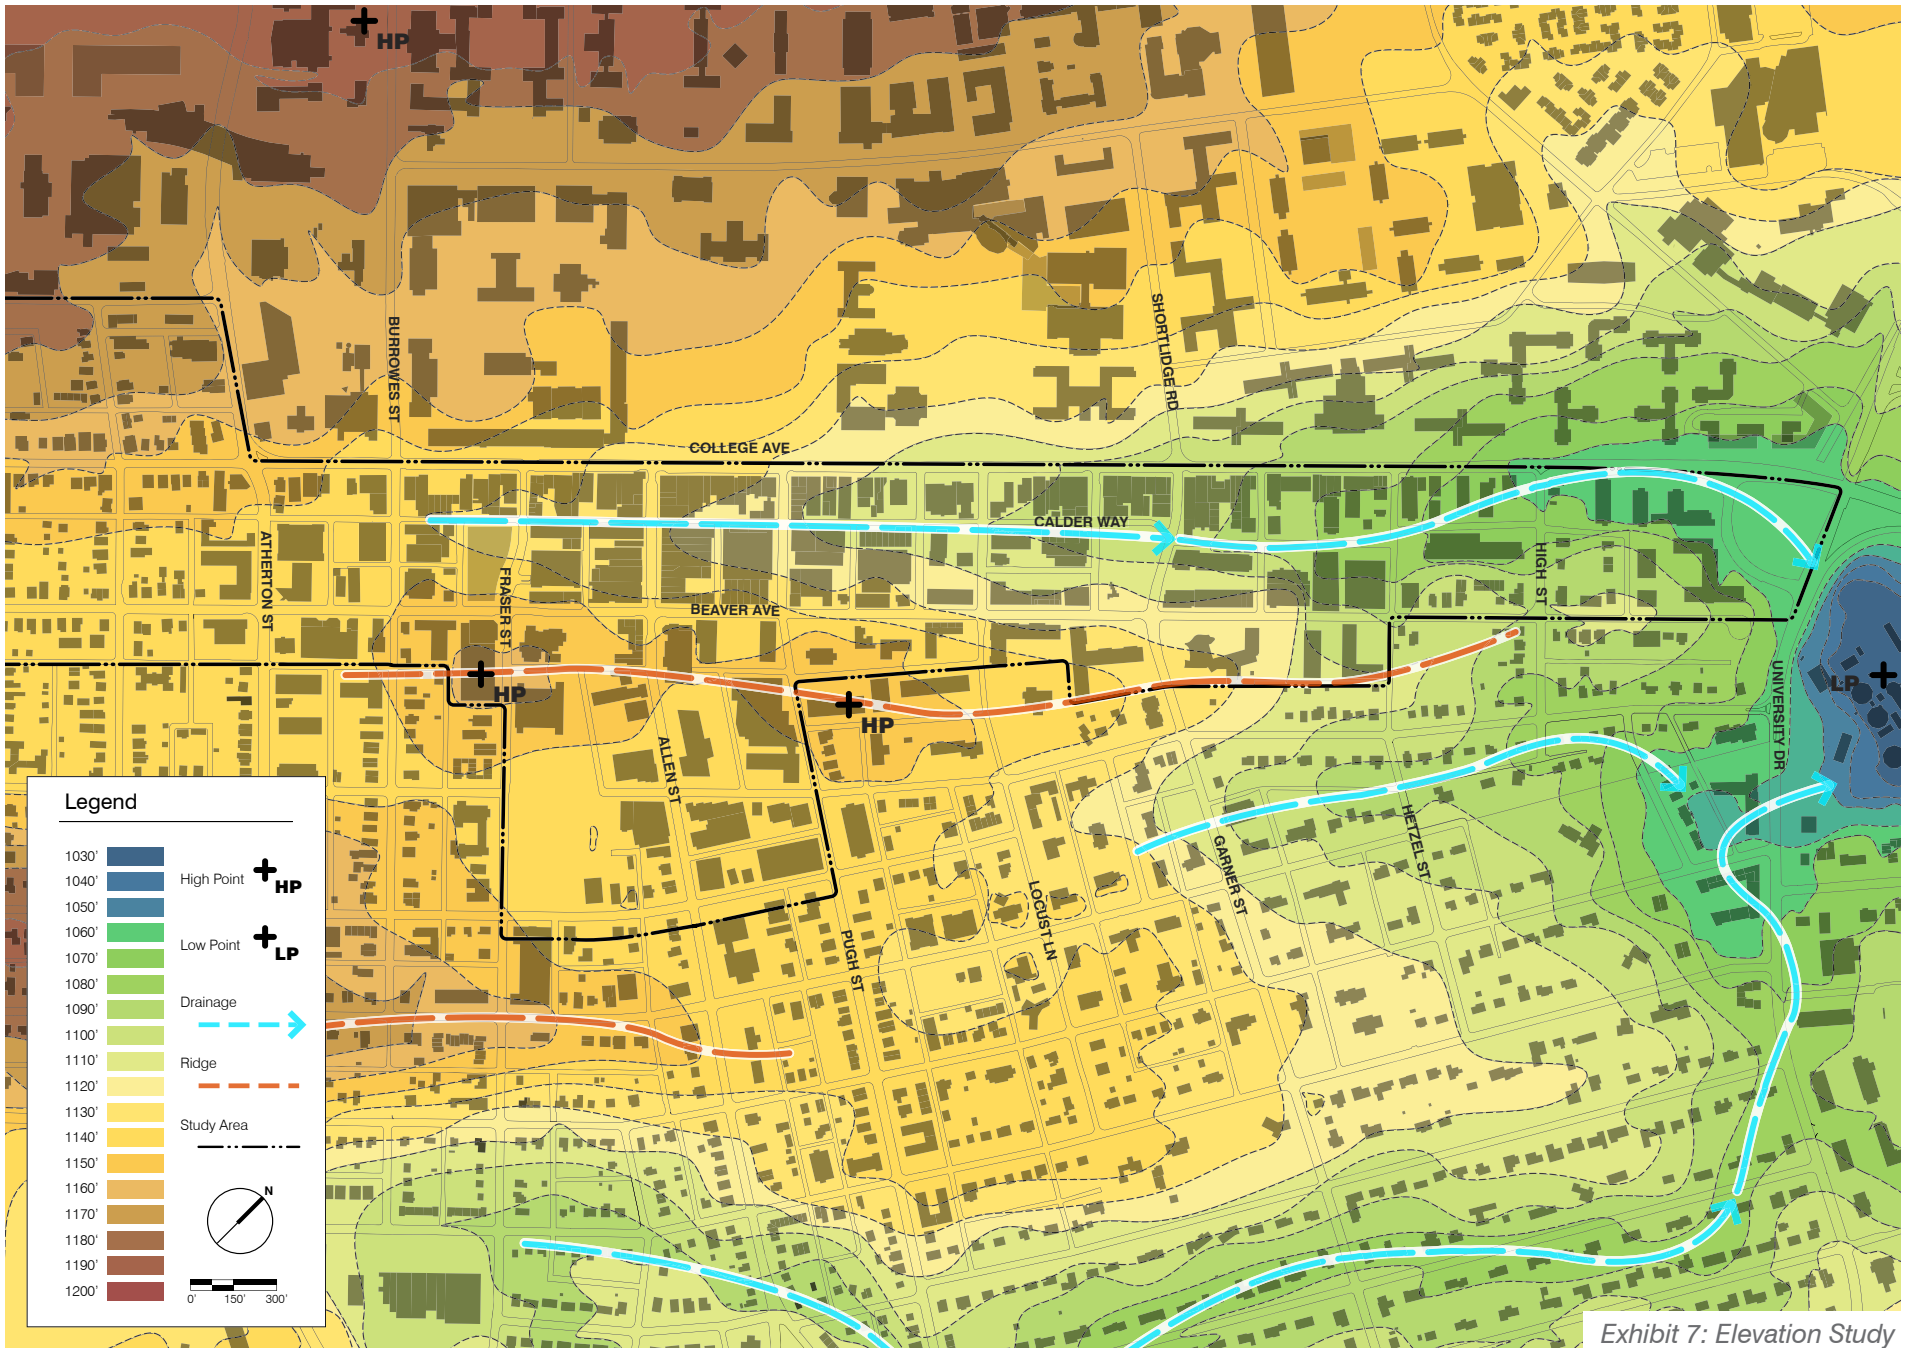 HP
SHORTLIDGE RD
BURROWES ST
COLLEGE AVE
CALDER WAY
ATHERTON ST
FRASER ST
HIGH ST
BEAVER AVE
HP
HP
LP
UNIVERSITY DR
ALLEN ST
HETZEL ST
GARNER ST
LOCUST LN
PUGH ST
Legend
1030'
1040'
1050'
1060'
1070'
1080'
1090'
1100'
1110'
1120'
1130'
1140'
1150'
1160'
1170'
1180'
1190'
1200'
High Point HP
Low Point LP
Drainage
Ridge
Study Area
N
0' 150' 300'
Exhibit 7: Elevation Study